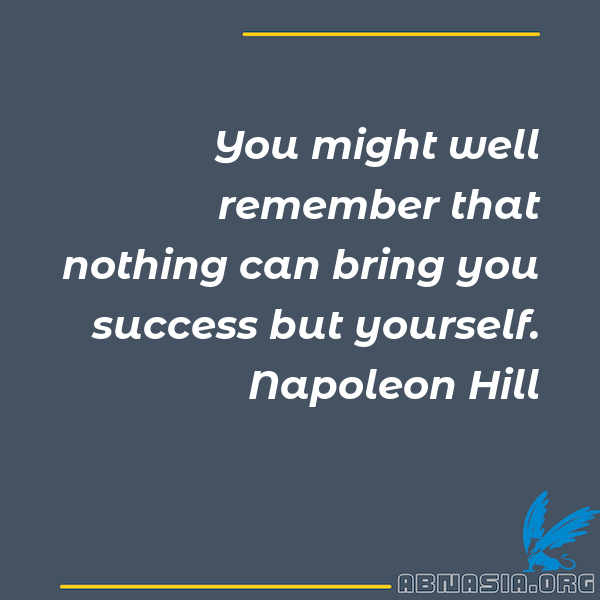 You might well
remember that
nothing can bring you
success but yourself.
Napoleon Hill
ABNASIA.ORG